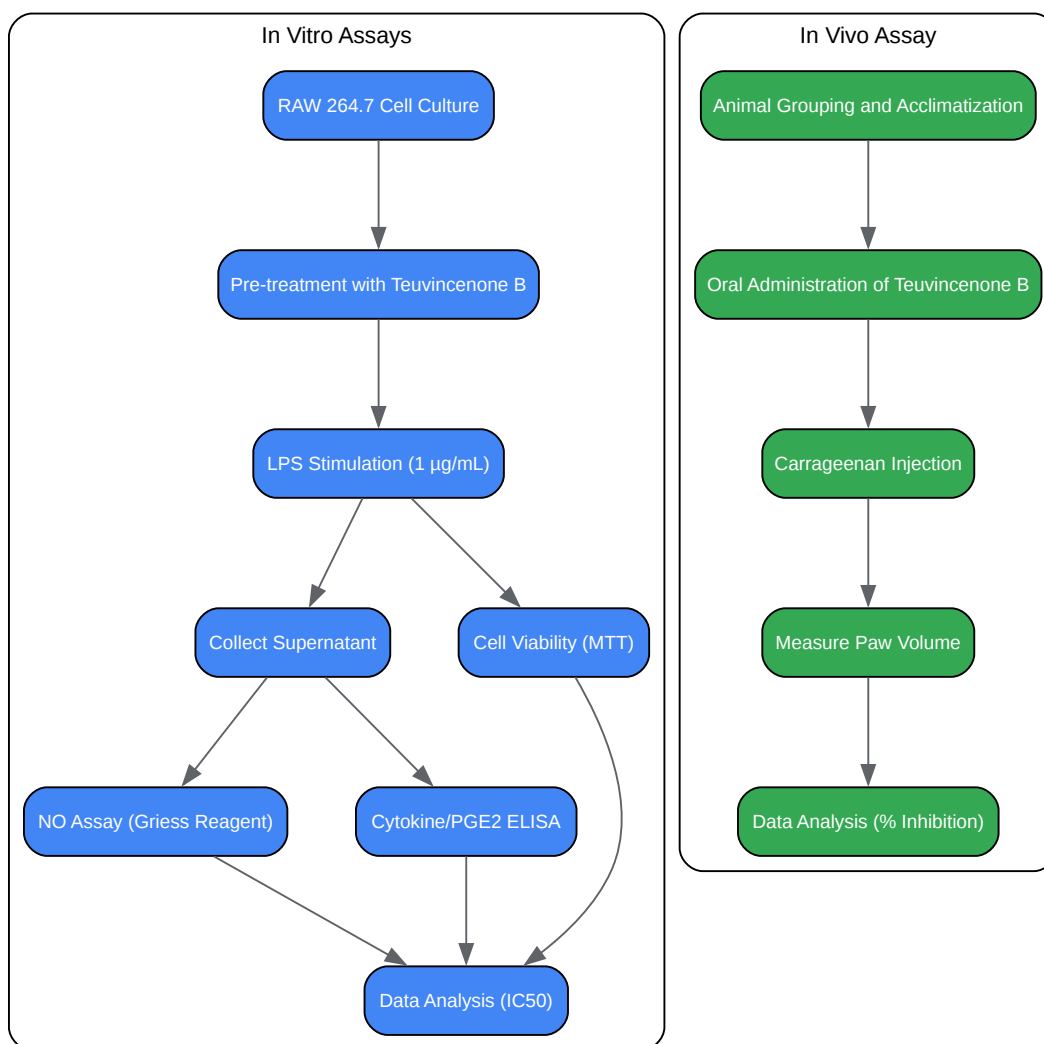 In Vitro Assays
RAW 264.7 Cell Culture
Pre-treatment with Teuvincenone B
LPS Stimulation (1 µg/mL)
Collect Supernatant
Cell Viability (MTT)
NO Assay (Griess Reagent)
Cytokine/PGE2 ELISA
Data Analysis (IC50)
In Vivo Assay
Animal Grouping and Acclimatization
Oral Administration of Teuvincenone B
Carrageenan Injection
Measure Paw Volume
Data Analysis (% Inhibition)